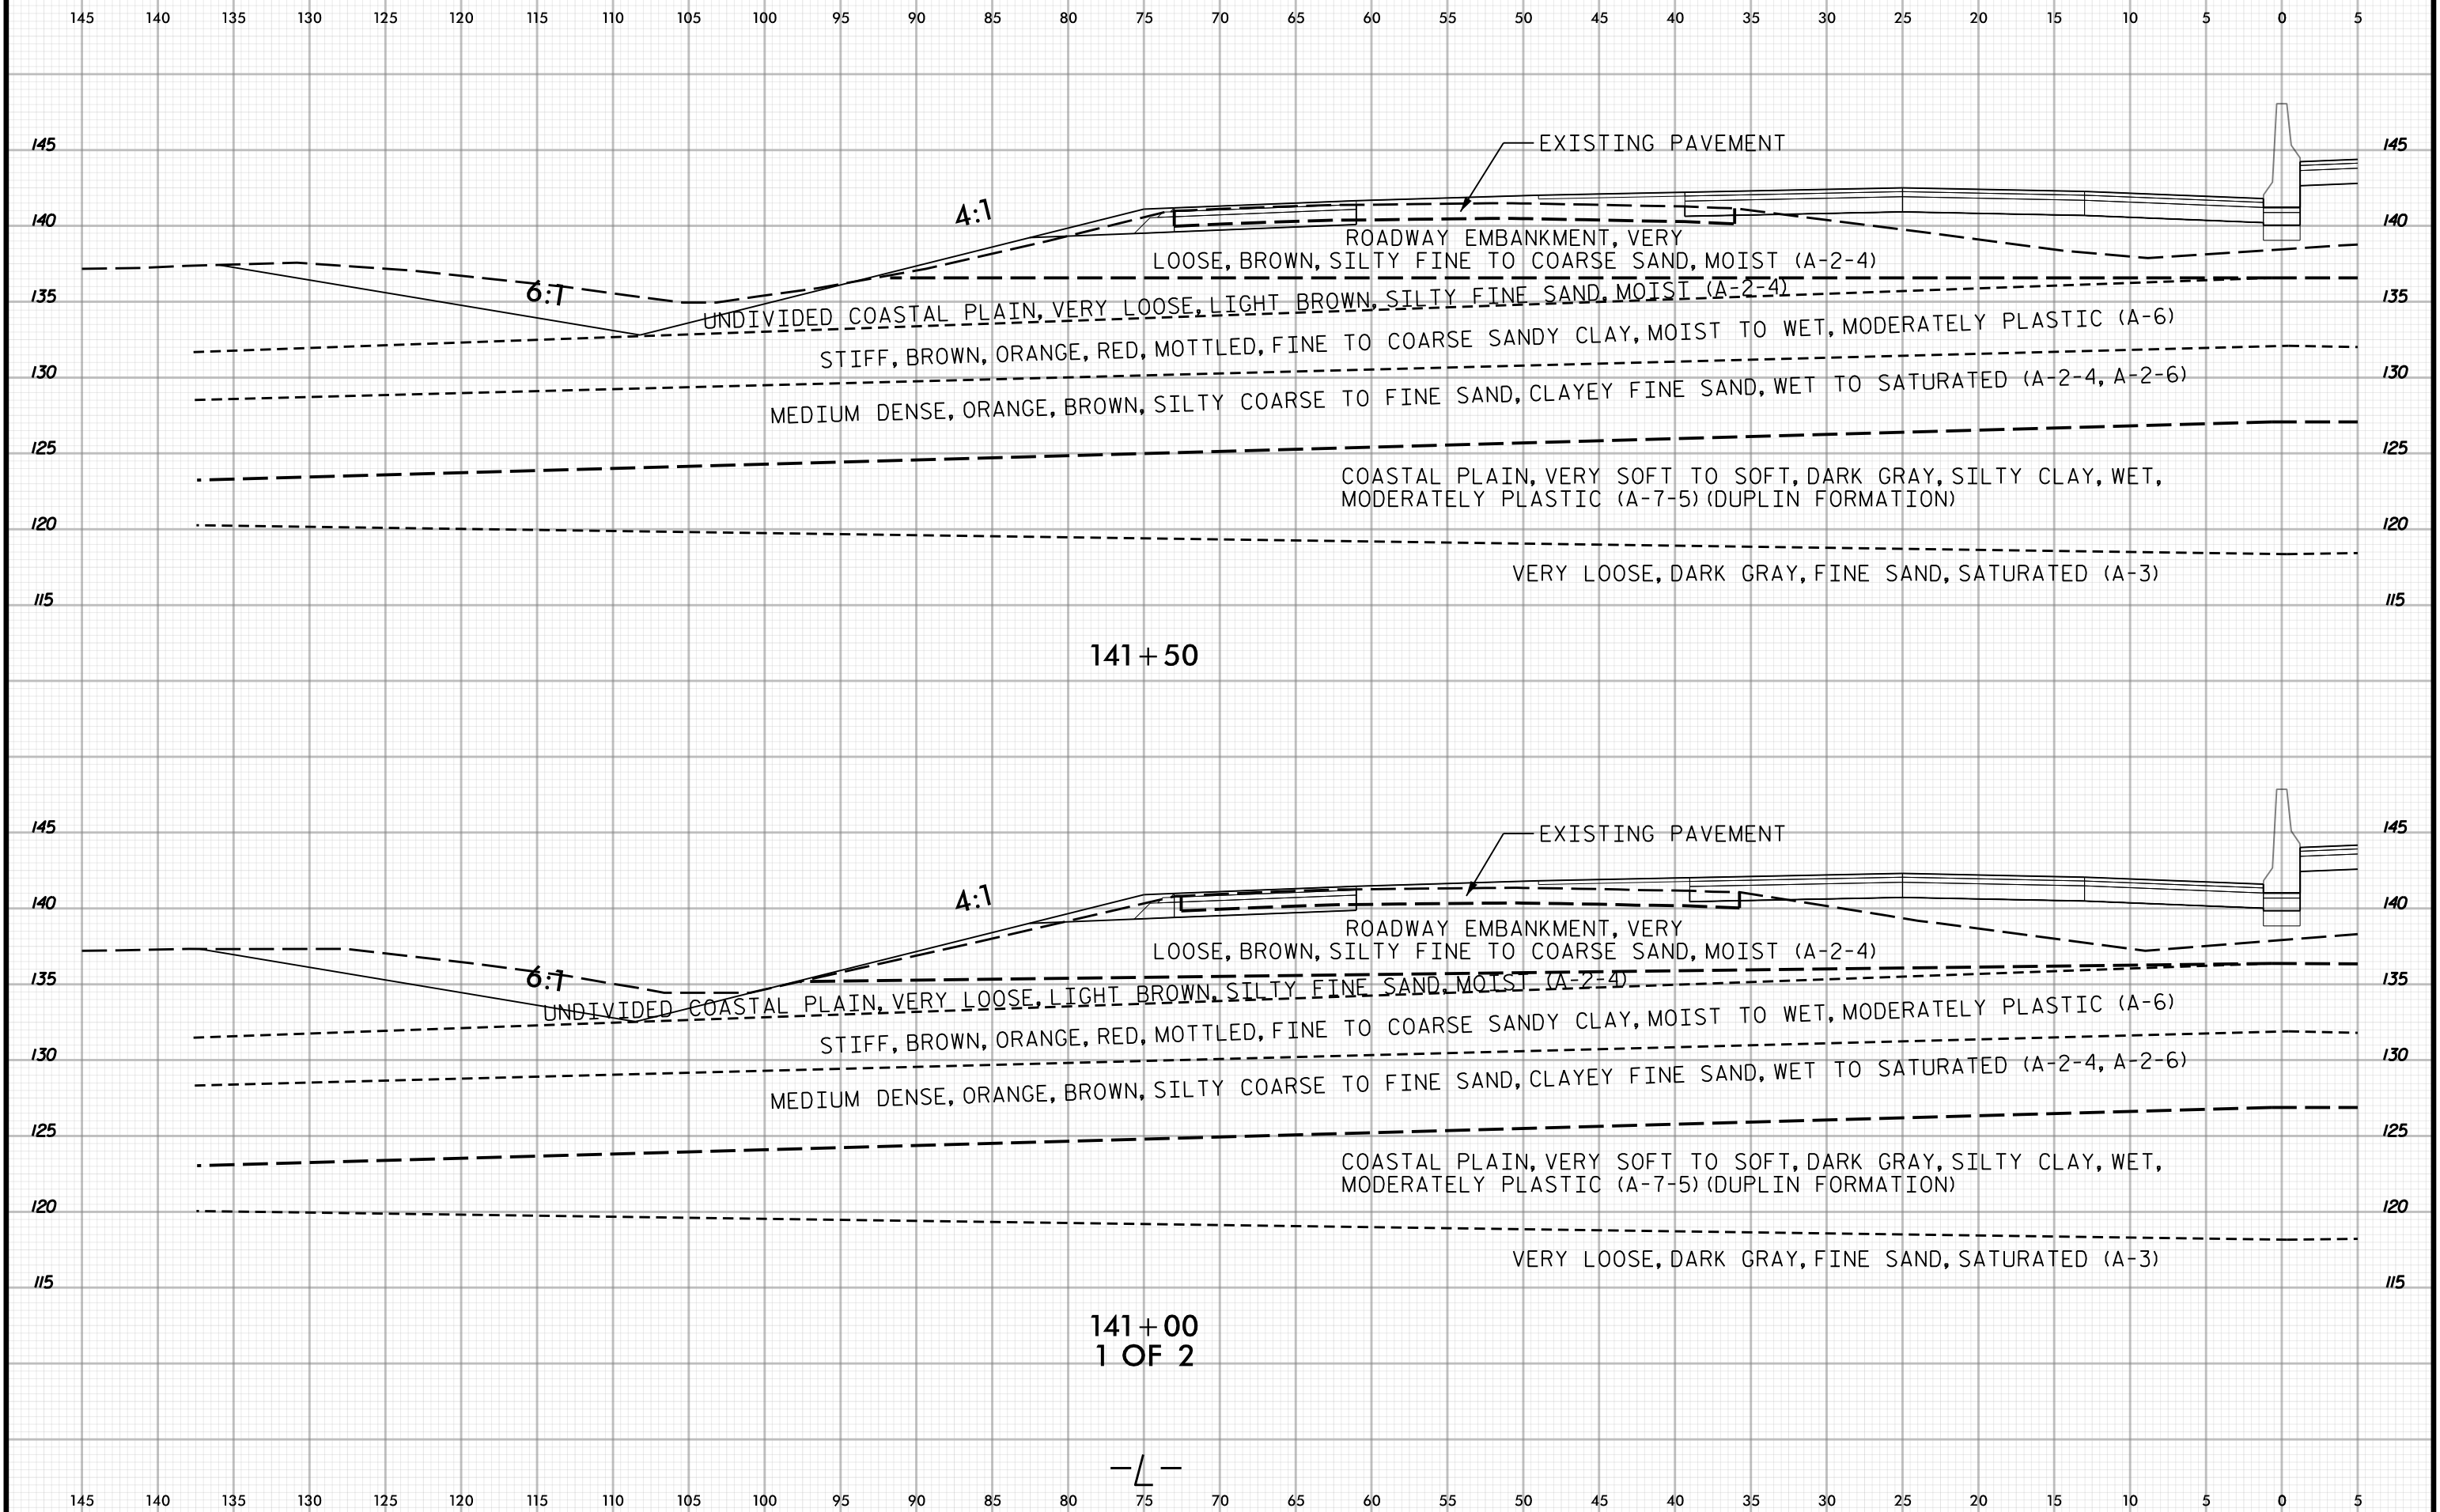 145 140 135 130 125 120 115 110 105 100 95 90 85 80 75 70 65 60 55 50 45 40 35 30 25 20 15 10 5 0 5
145 EXISTING PAVEMENT 145
4:1
140 140
ROADWAY EMBANKMENT, VERY
LOOSE, BROWN, SILTY FINE TO COARSE SAND, MOIST (A-2-4)
6:1
135 135
UNDIVIDED COASTAL PLAIN, VERY LOOSE, LIGHT BROWN, SILTY FINE SAND, MOIST (A-2-4)
STIFF, BROWN, ORANGE, RED, MOTTLED, FINE TO COARSE SANDY CLAY, MOIST TO WET, MODERATELY PLASTIC (A-6)
130 130
MEDIUM DENSE, ORANGE, BROWN, SILTY COARSE TO FINE SAND, CLAYEY FINE SAND, WET TO SATURATED (A-2-4, A-2-6)
125 125
COASTAL PLAIN, VERY SOFT TO SOFT, DARK GRAY, SILTY CLAY, WET,
MODERATELY PLASTIC (A-7-5) (DUPLIN FORMATION)
120 120
VERY LOOSE, DARK GRAY, FINE SAND, SATURATED (A-3)
115 115
141+50
145 EXISTING PAVEMENT 145
4:1
140 140
ROADWAY EMBANKMENT, VERY
LOOSE, BROWN, SILTY FINE TO COARSE SAND, MOIST (A-2-4)
6:1
135 135
UNDIVIDED COASTAL PLAIN, VERY LOOSE, LIGHT BROWN, SILTY FINE SAND, MOIST (A-2-4)
STIFF, BROWN, ORANGE, RED, MOTTLED, FINE TO COARSE SANDY CLAY, MOIST TO WET, MODERATELY PLASTIC (A-6)
130 130
MEDIUM DENSE, ORANGE, BROWN, SILTY COARSE TO FINE SAND, CLAYEY FINE SAND, WET TO SATURATED (A-2-4, A-2-6)
125 125
COASTAL PLAIN, VERY SOFT TO SOFT, DARK GRAY, SILTY CLAY, WET,
MODERATELY PLASTIC (A-7-5) (DUPLIN FORMATION)
120 120
VERY LOOSE, DARK GRAY, FINE SAND, SATURATED (A-3)
115 115
141+00
1 OF 2
-L-
145 140 135 130 125 120 115 110 105 100 95 90 85 80 75 70 65 60 55 50 45 40 35 30 25 20 15 10 5 0 5